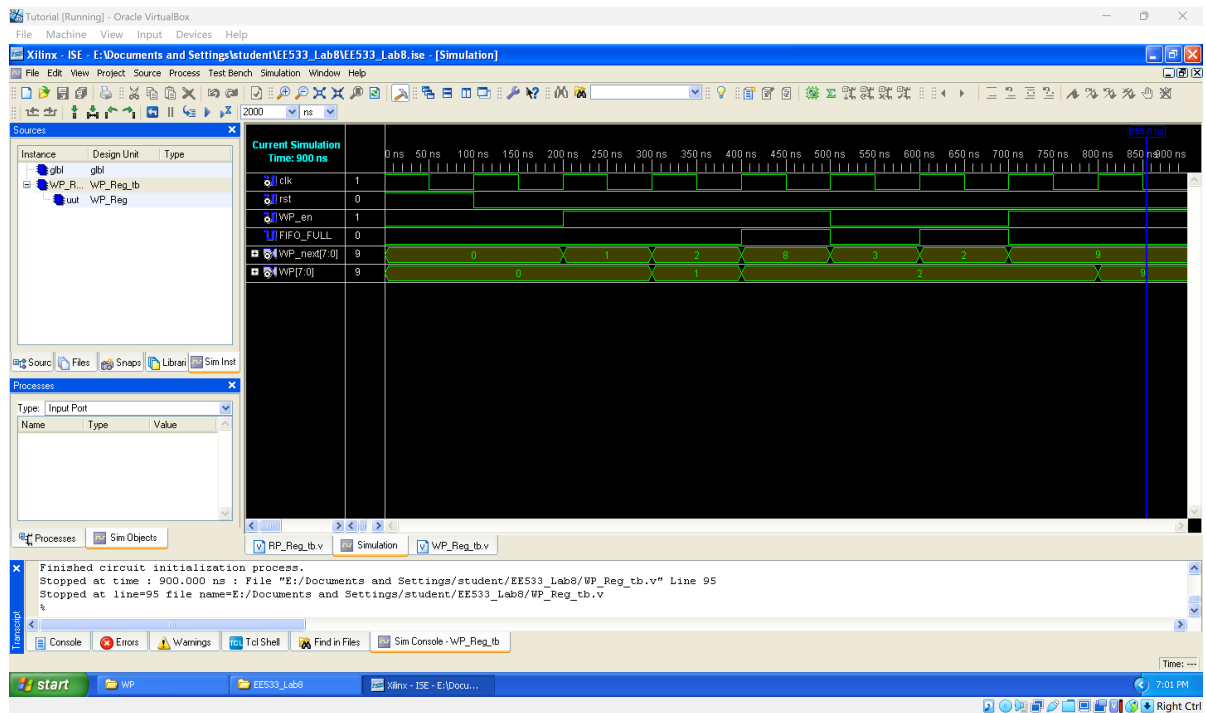 Tutorial [Running] - Oracle VirtualBox
File Machine View Input Devices Help
Xilinx - ISE - E:\Documents and Settings\student\EE533_Lab8\EE533_Lab8.ise - [Simulation]
File Edit View Project Source Process Test Bench Simulation Window Help
2000 ns
Sources
Instance Design Unit Type
glbl glbl
WP_R... WP_Reg_tb
uut WP_Reg
Sourc Files Snaps Librari Sim Inst
Processes
Type: Input Port
Name Type Value
Processes Sim Objects
Current Simulation
Time: 900 ns
0 ns 50 ns 100 ns 150 ns 200 ns 250 ns 300 ns 350 ns 400 ns 450 ns 500 ns 550 ns 600 ns 650 ns 700 ns 750 ns 800 ns 850 ns 900 ns
clk 1
rst 0
WP_en 1
FIFO_FULL 0
WP_next[7:0] 9 0 1 2 8 3 2 9
WP[7:0] 9 0 1 2 9
RP_Reg_tb.v Simulation WP_Reg_tb.v
Finished circuit initialization process.
Stopped at time : 900.000 ns : File "E:/Documents and Settings/student/EE533_Lab8/WP_Reg_tb.v" Line 95
Stopped at line=95 file name=E:/Documents and Settings/student/EE533_Lab8/WP_Reg_tb.v
%
Transcript
Console Errors Warnings TCL Tcl Shell Find in Files Sim Console - WP_Reg_tb
Time: ---
start WP EE533_Lab8 Xilinx - ISE - E:\Docu... 7:01 PM
Right Ctrl